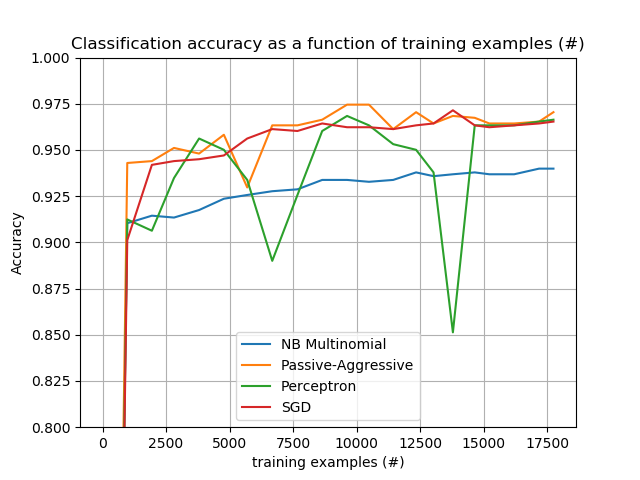 Classification accuracy as a function of training examples (#)
1.000
0.975
0.950
0.925
0.900
0.875
0.850
0.825
0.800
Accuracy
NB Multinomial
Passive-Aggressive
Perceptron
SGD
0 2500 5000 7500 10000 12500 15000 17500
training examples (#)